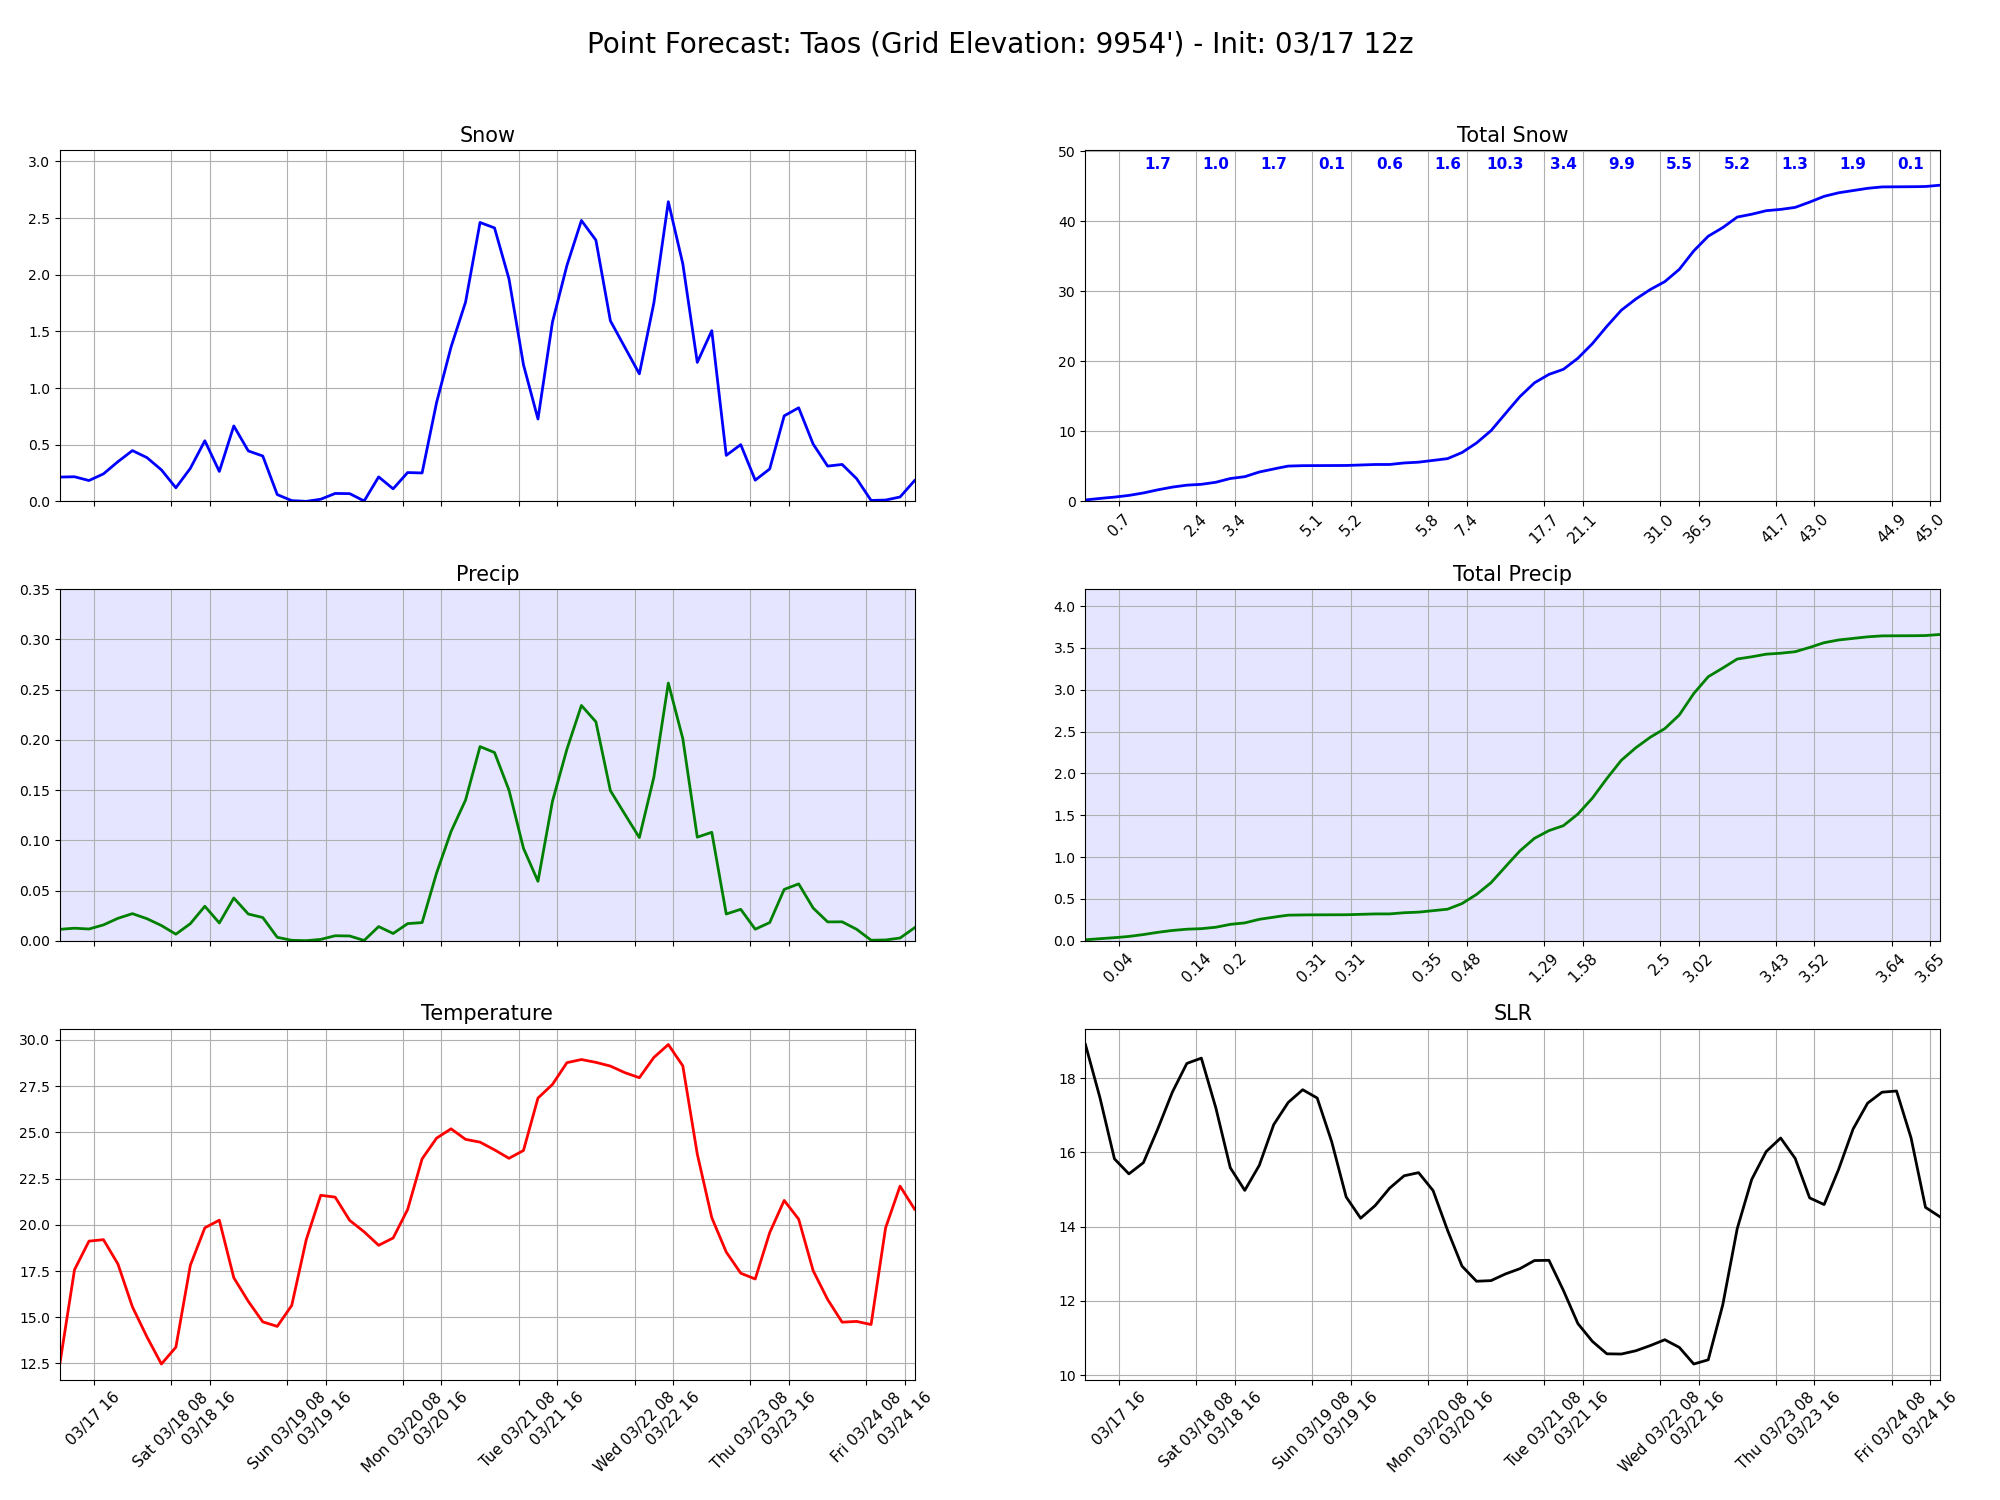 Point Forecast: Taos (Grid Elevation: 9954') - Init: 03/17 12z
Snow
3.0
2.5
2.0
1.5
1.0
0.5
0.0
Total Snow
50
40
30
20
10
0
1.7 1.0 1.7 0.1 0.6 1.6 10.3 3.4 9.9 5.5 5.2 1.3 1.9 0.1
0.7 2.4 3.4 5.1 5.2 5.8 7.4 17.7 21.1 31.0 36.5 41.7 43.0 44.9 45.0
Precip
0.35
0.30
0.25
0.20
0.15
0.10
0.05
0.00
Total Precip
4.0
3.5
3.0
2.5
2.0
1.5
1.0
0.5
0.0
0.04 0.14 0.2 0.31 0.31 0.35 0.48 1.29 1.58 2.5 3.02 3.43 3.52 3.64 3.65
Temperature
30.0
27.5
25.0
22.5
20.0
17.5
15.0
12.5
03/17 16
Sat 03/18 08
03/18 16
Sun 03/19 08
03/19 16
Mon 03/20 08
03/20 16
Tue 03/21 08
03/21 16
Wed 03/22 08
03/22 16
Thu 03/23 08
03/23 16
Fri 03/24 08
03/24 16
SLR
18
16
14
12
10
03/17 16
Sat 03/18 08
03/18 16
Sun 03/19 08
03/19 16
Mon 03/20 08
03/20 16
Tue 03/21 08
03/21 16
Wed 03/22 08
03/22 16
Thu 03/23 08
03/23 16
Fri 03/24 08
03/24 16